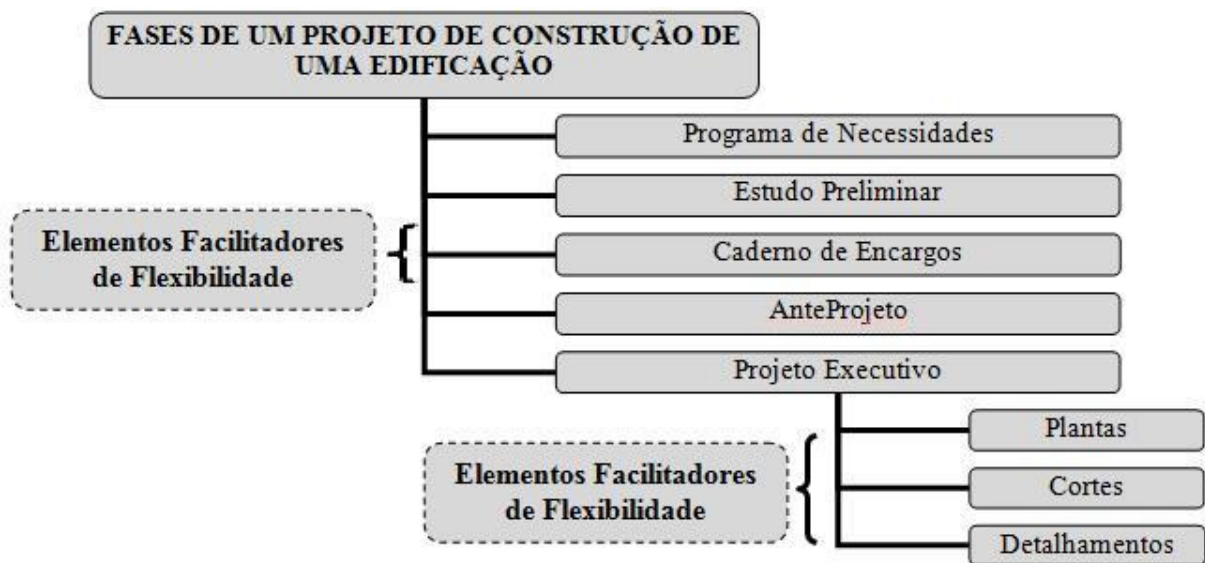 FASES DE UM PROJETO DE CONSTRUÇÃO DE
UMA EDIFICAÇÃO
Programa de Necessidades
Estudo Preliminar
Elementos Facilitadores
de Flexibilidade
Caderno de Encargos
AnteProjeto
Projeto Executivo
Plantas
Elementos Facilitadores
de Flexibilidade
Cortes
Detalhamentos